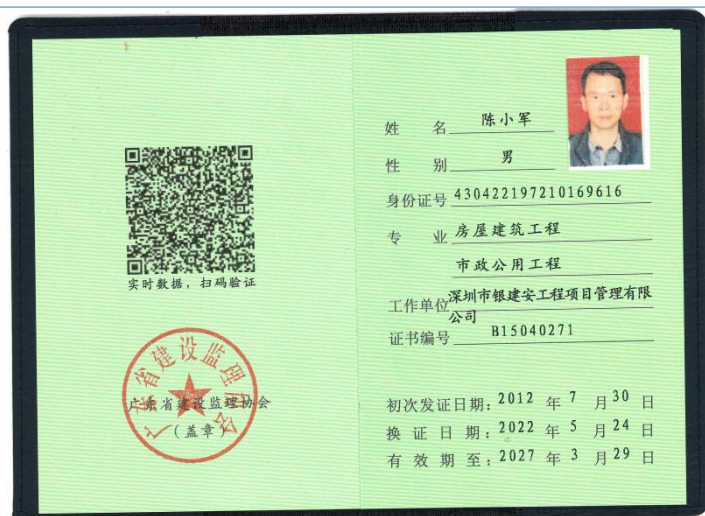 实时数据，扫码验证
广东省建设监理协会
广东省建设监理协会
（盖章）
姓 名 陈小军
性 别 男
身份证号 430422197210169616
专 业 房屋建筑工程
市政公用工程
工作单位 深圳市银建安工程项目管理有限
公司
证书编号 B15040271
初次发证日期：2012 年 7 月 30 日
换 证 日 期：2022 年 5 月 24 日
有 效 期 至：2027 年 3 月 29 日